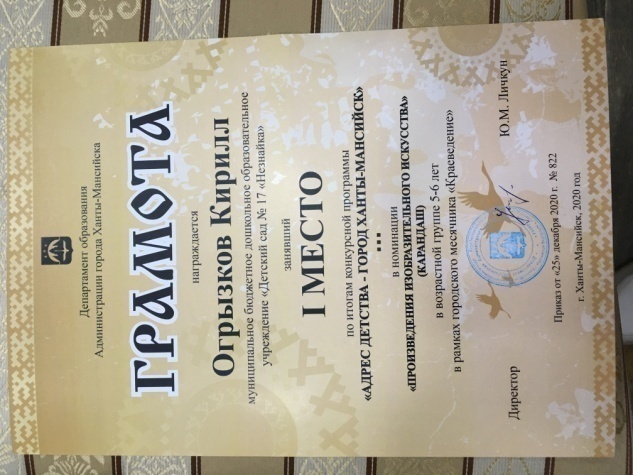 Департамент образования
Администрации города Ханты-Мансийска
ГРАМОТА
награждается
Огрызков Кирилл
муниципальное бюджетное дошкольное образовательное
учреждение «Детский сад № 17 «Незнайка»
занявший
I МЕСТО
по итогам конкурсной программы
«АДРЕС ДЕТСТВА - ГОРОД ХАНТЫ-МАНСИЙСК»
в номинации
«ПРОИЗВЕДЕНИЯ ИЗОБРАЗИТЕЛЬНОГО ИСКУССТВА»
(КАРАНДАШ)
в возрастной группе 5-6 лет
в рамках городского месячника «Краеведение»
Директор Ю.М. Личкун
Приказ от «25» декабря 2020 г. № 822
г. Ханты-Мансийск, 2020 год